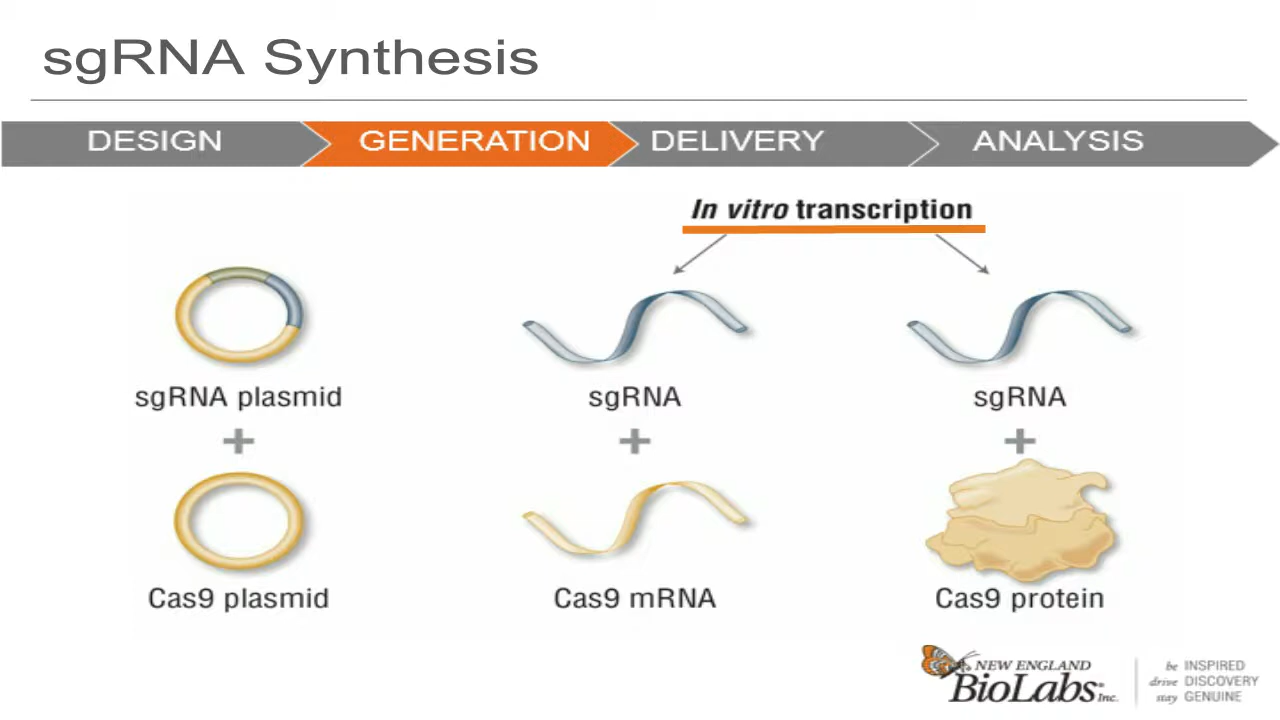 sgRNA Synthesis
DESIGN GENERATION DELIVERY ANALYSIS
In vitro transcription
sgRNA plasmid
+
Cas9 plasmid
sgRNA
+
Cas9 mRNA
sgRNA
+
Cas9 protein
NEW ENGLAND
BioLabs® Inc.
be INSPIRED
drive DISCOVERY
stay GENUINE